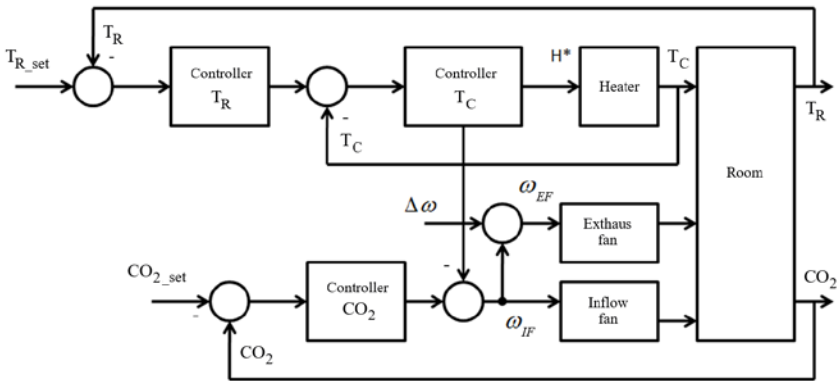 T_R
-
T_R_set
Controller
T_R
-
T_C
Controller
T_C
H*
Heater
T_C
T_R
Room
Δω
ω_EF
Exthaus
fan
CO₂_set
-
CO₂
Controller
CO₂
-
ω_IF
Inflow
fan
CO₂